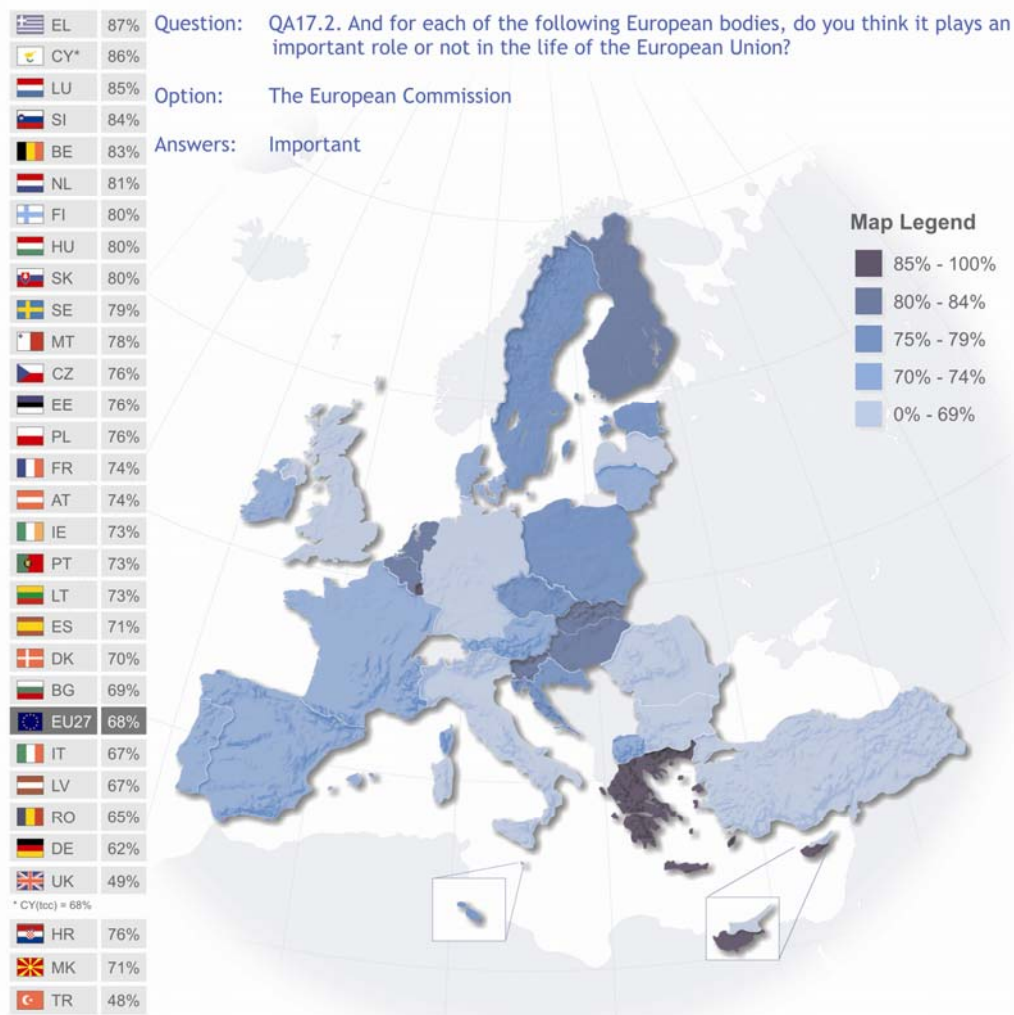 Question: QA17.2. And for each of the following European bodies, do you think it plays an
important role or not in the life of the European Union?
Option: The European Commission
Answers: Important
EL 87%
CY* 86%
LU 85%
SI 84%
BE 83%
NL 81%
FI 80%
HU 80%
SK 80%
SE 79%
MT 78%
CZ 76%
EE 76%
PL 76%
FR 74%
AT 74%
IE 73%
PT 73%
LT 73%
ES 71%
DK 70%
BG 69%
EU27 68%
IT 67%
LV 67%
RO 65%
DE 62%
UK 49%
* CY(tcc) = 68%
HR 76%
MK 71%
TR 48%
Map Legend
85% - 100%
80% - 84%
75% - 79%
70% - 74%
0% - 69%